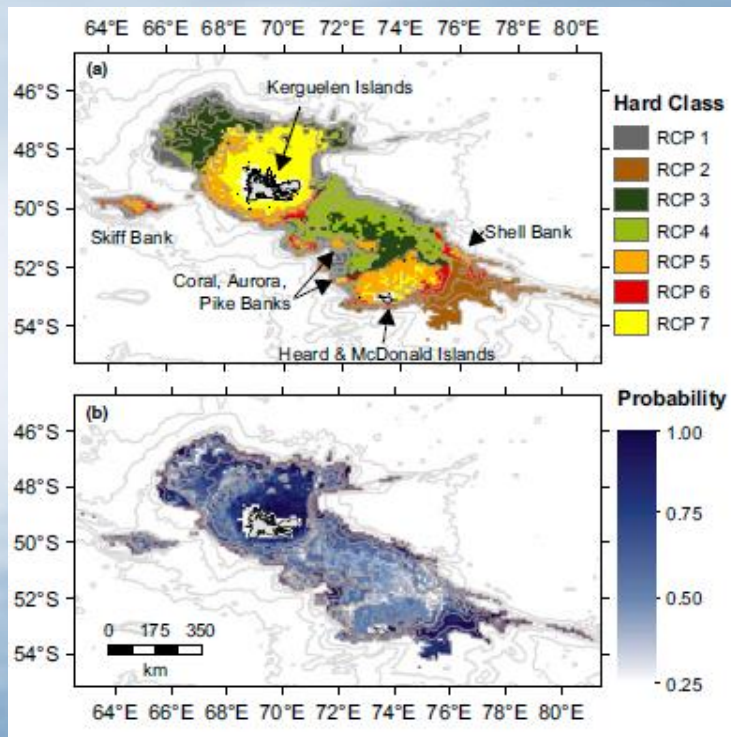 64°E 66°E 68°E 70°E 72°E 74°E 76°E 78°E 80°E
(a)
46°S
48°S
50°S
52°S
54°S
Kerguelen Islands
Skiff Bank
Shell Bank
Coral, Aurora,
Pike Banks
Heard & McDonald Islands
Hard Class
RCP 1
RCP 2
RCP 3
RCP 4
RCP 5
RCP 6
RCP 7
(b)
46°S
48°S
50°S
52°S
54°S
0 175 350
km
Probability
1.00
0.75
0.50
0.25
64°E 66°E 68°E 70°E 72°E 74°E 76°E 78°E 80°E